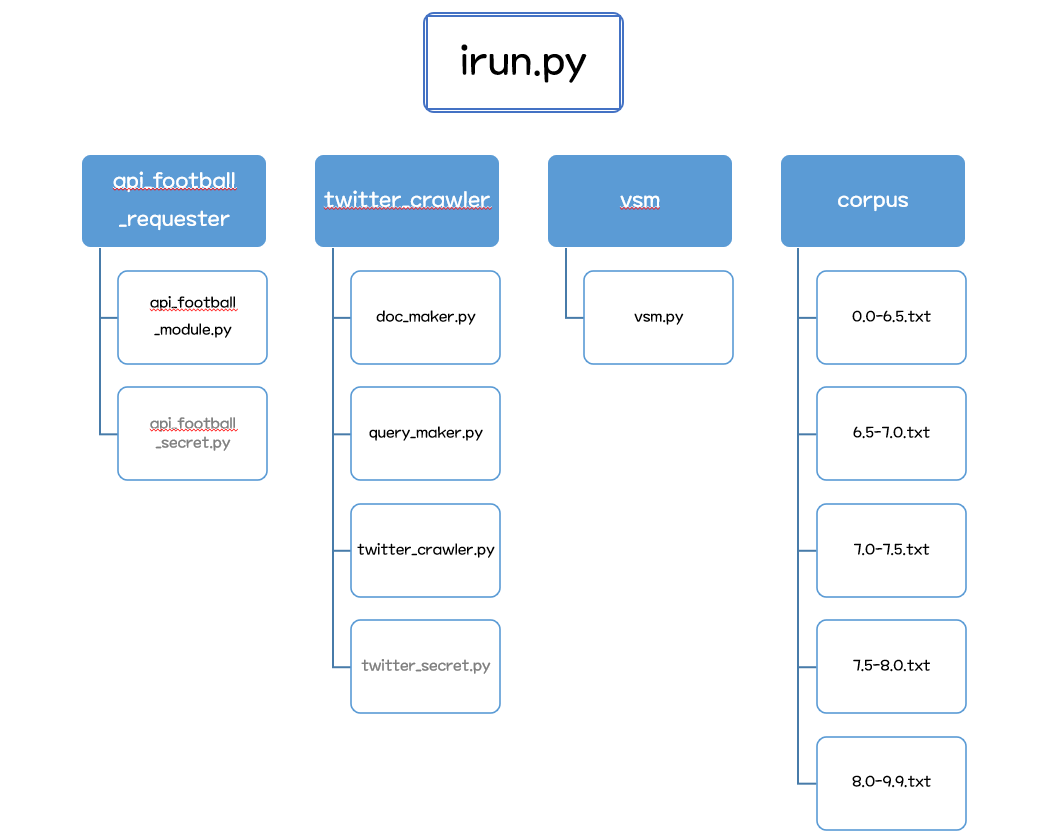 irun.py
api_football
_requester
twitter_crawler
vsm
corpus
api_football
_module.py
api_football
_secret.py
doc_maker.py
query_maker.py
twitter_crawler.py
twitter_secret.py
vsm.py
0.0-6.5.txt
6.5-7.0.txt
7.0-7.5.txt
7.5-8.0.txt
8.0-9.9.txt